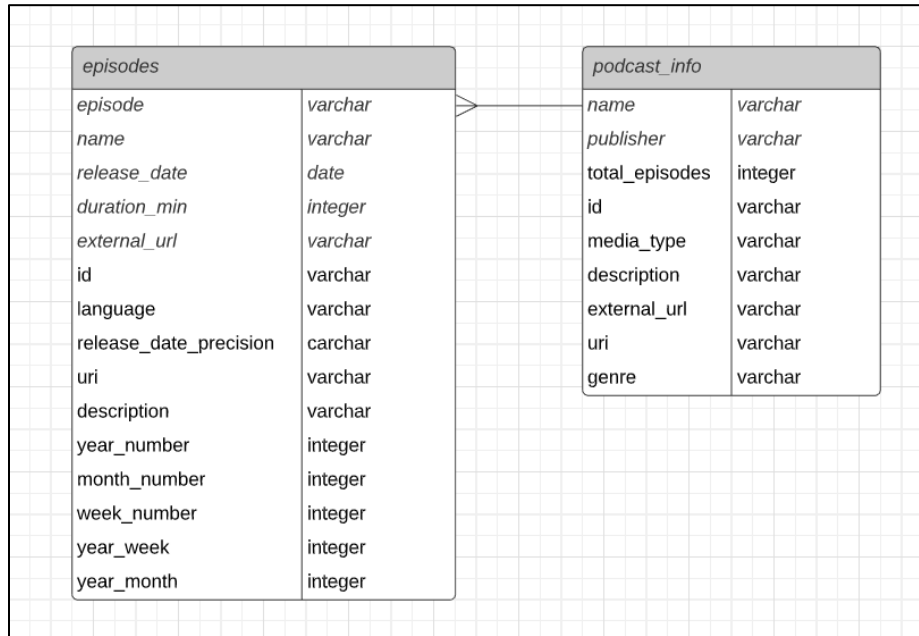 episodes
episode varchar
name varchar
release_date date
duration_min integer
external_url varchar
id varchar
language varchar
release_date_precision carchar
uri varchar
description varchar
year_number integer
month_number integer
week_number integer
year_week integer
year_month integer
podcast_info
name varchar
publisher varchar
total_episodes integer
id varchar
media_type varchar
description varchar
external_url varchar
uri varchar
genre varchar